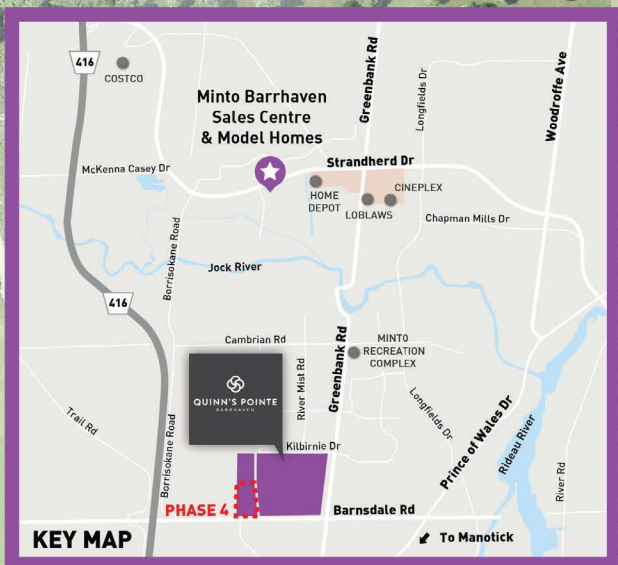 416
COSTCO
Minto Barrhaven
Sales Centre
& Model Homes
Greenbank Rd
Longfields Dr
Woodroffe Ave
McKenna Casey Dr
Strandherd Dr
HOME
DEPOT
LOBLAWS
CINEPLEX
Chapman Mills Dr
Borrisokane Road
Jock River
416
Cambrian Rd
MINTO
RECREATION
COMPLEX
QUINN'S POINTE
BARRHAVEN
River Mist Rd
Greenbank Rd
Longfields Dr
Prince of Wales Dr
Rideau River
River Rd
Trail Rd
Borrisokane Road
Kilbirnie Dr
PHASE 4
Barnsdale Rd
KEY MAP
To Manotick